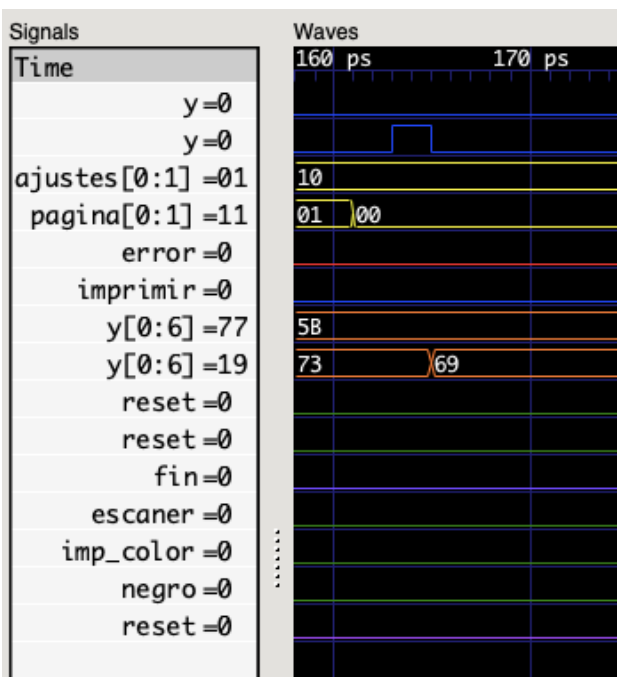 Signals
Waves
Time
160 ps 170 ps
y=0
y=0
ajustes[0:1] =01 10
pagina[0:1] =11 01 00
error=0
imprimir=0
y[0:6] =77 5B
y[0:6] =19 73 69
reset=0
reset=0
fin=0
escaner=0
imp_color=0
negro=0
reset=0